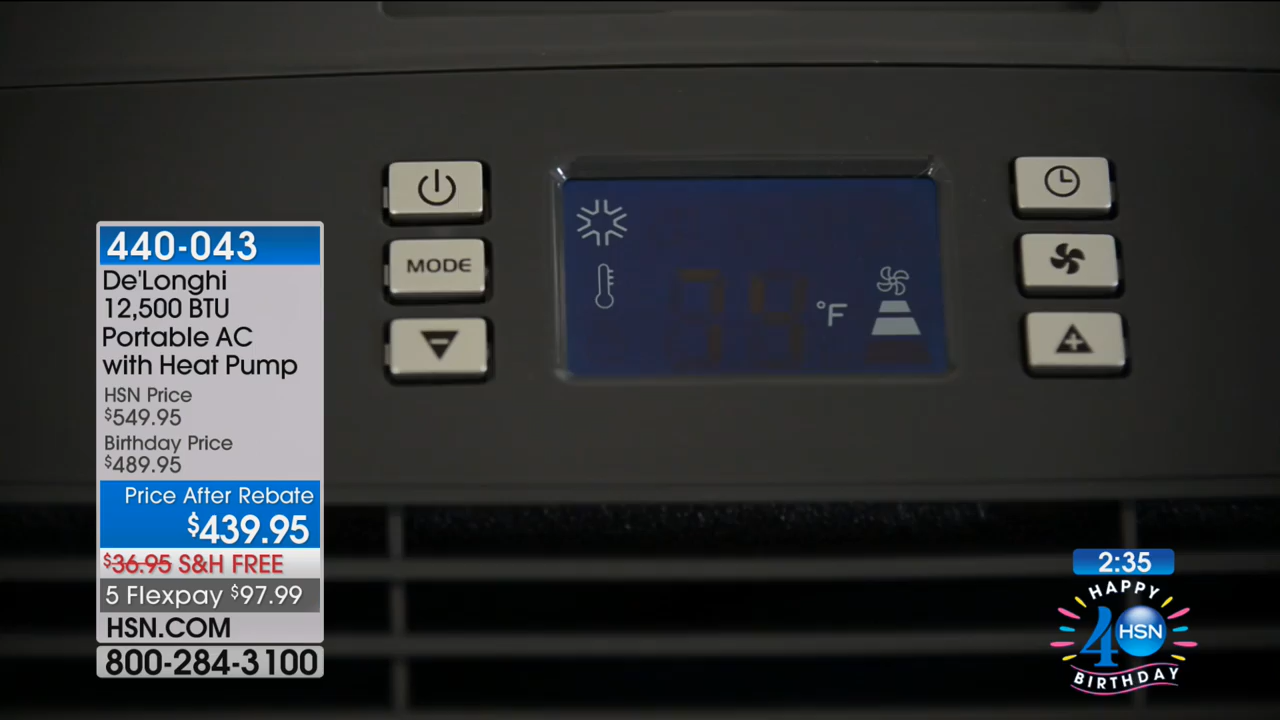 440-043
De'Longhi
12,500 BTU
Portable AC
with Heat Pump
HSN Price
$549.95
Birthday Price
$489.95
Price After Rebate
$439.95
$36.95 S&H FREE
5 Flexpay $97.99
HSN.COM
800-284-3100
MODE
°F
2:35
HAPPY
40 HSN
BIRTHDAY